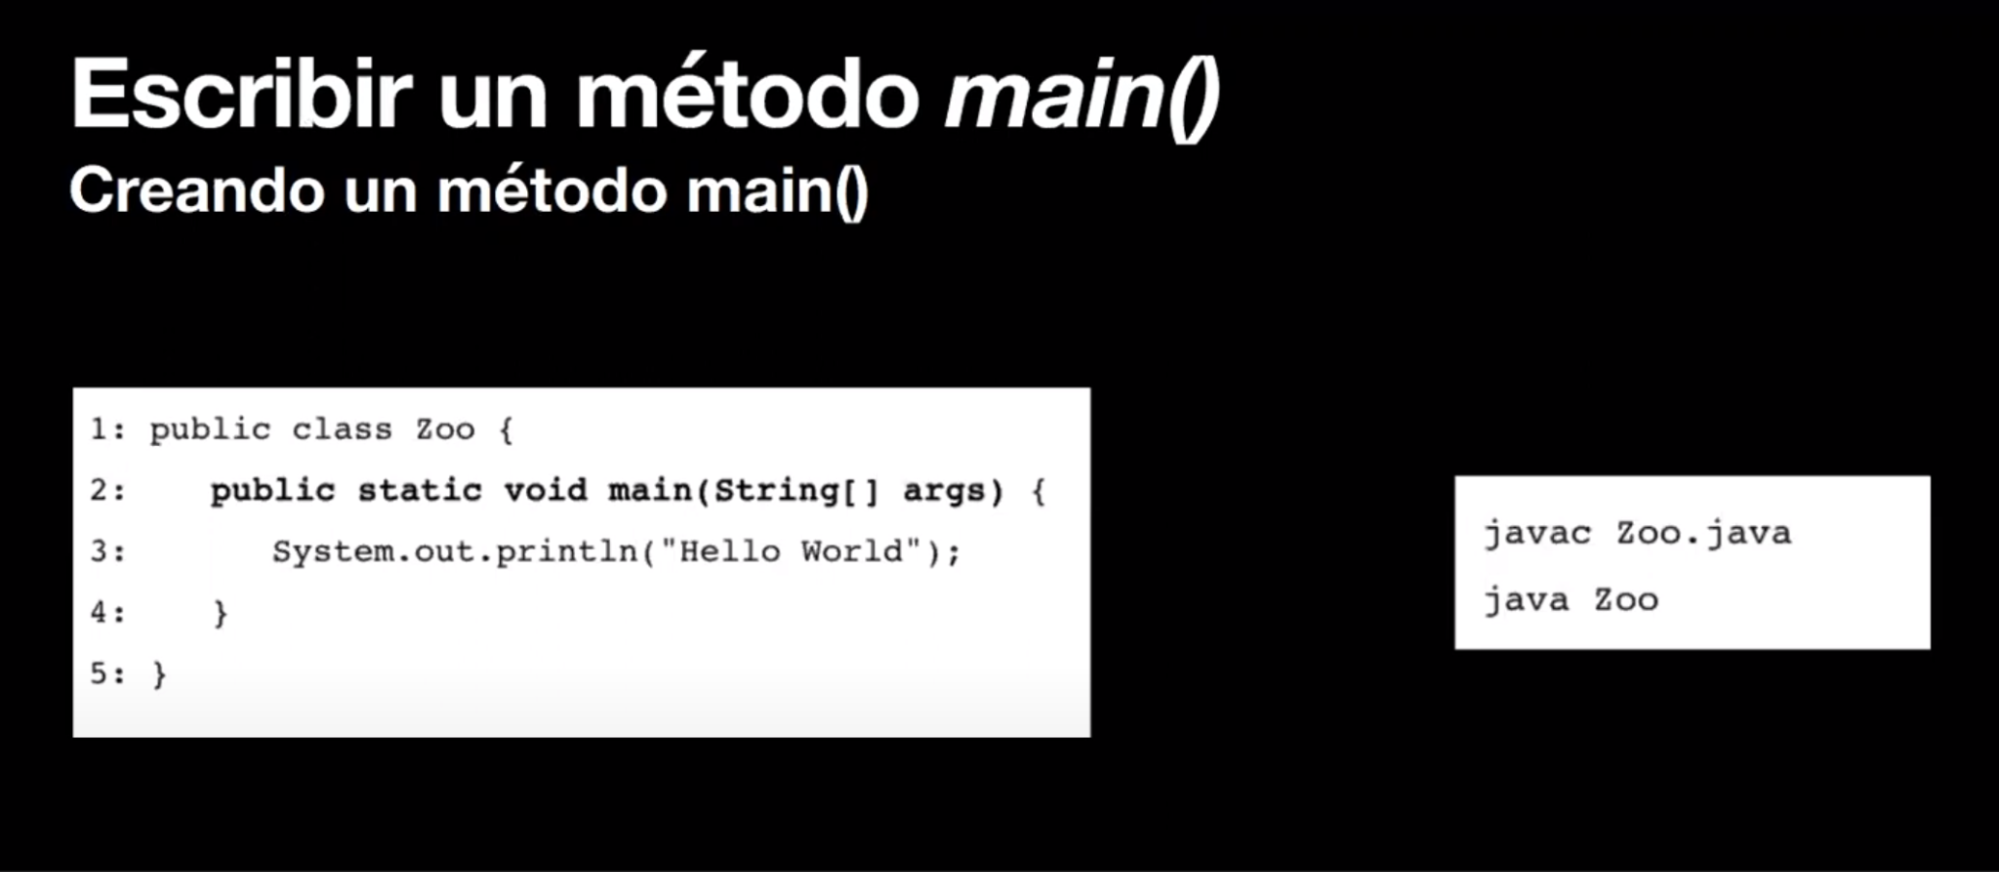 Escribir un método main()
Creando un método main()
1: public class Zoo {
2:    public static void main(String[] args) {
3:       System.out.println("Hello World");
4:    }
5: }
javac Zoo.java
java Zoo